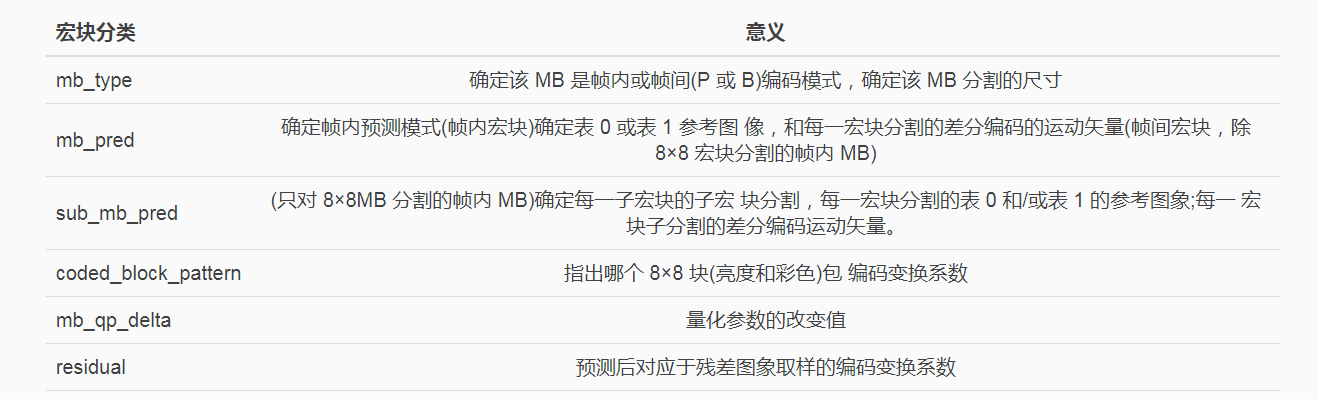 宏块分类 意义
mb_type 确定该 MB 是帧内或帧间(P 或 B)编码模式，确定该 MB 分割的尺寸
mb_pred 确定帧内预测模式(帧内宏块)确定表 0 或表 1 参考图 像，和每一宏块分割的差分编码的运动矢量(帧间宏块，除
8×8 宏块分割的帧内 MB)
sub_mb_pred (只对 8×8MB 分割的帧内 MB)确定每一子宏块的子宏 块分割，每一宏块分割的表 0 和/或表 1 的参考图象;每一 宏
块子分割的差分编码运动矢量。
coded_block_pattern 指出哪个 8×8 块(亮度和彩色)包 编码变换系数
mb_qp_delta 量化参数的改变值
residual 预测后对应于残差图象取样的编码变换系数